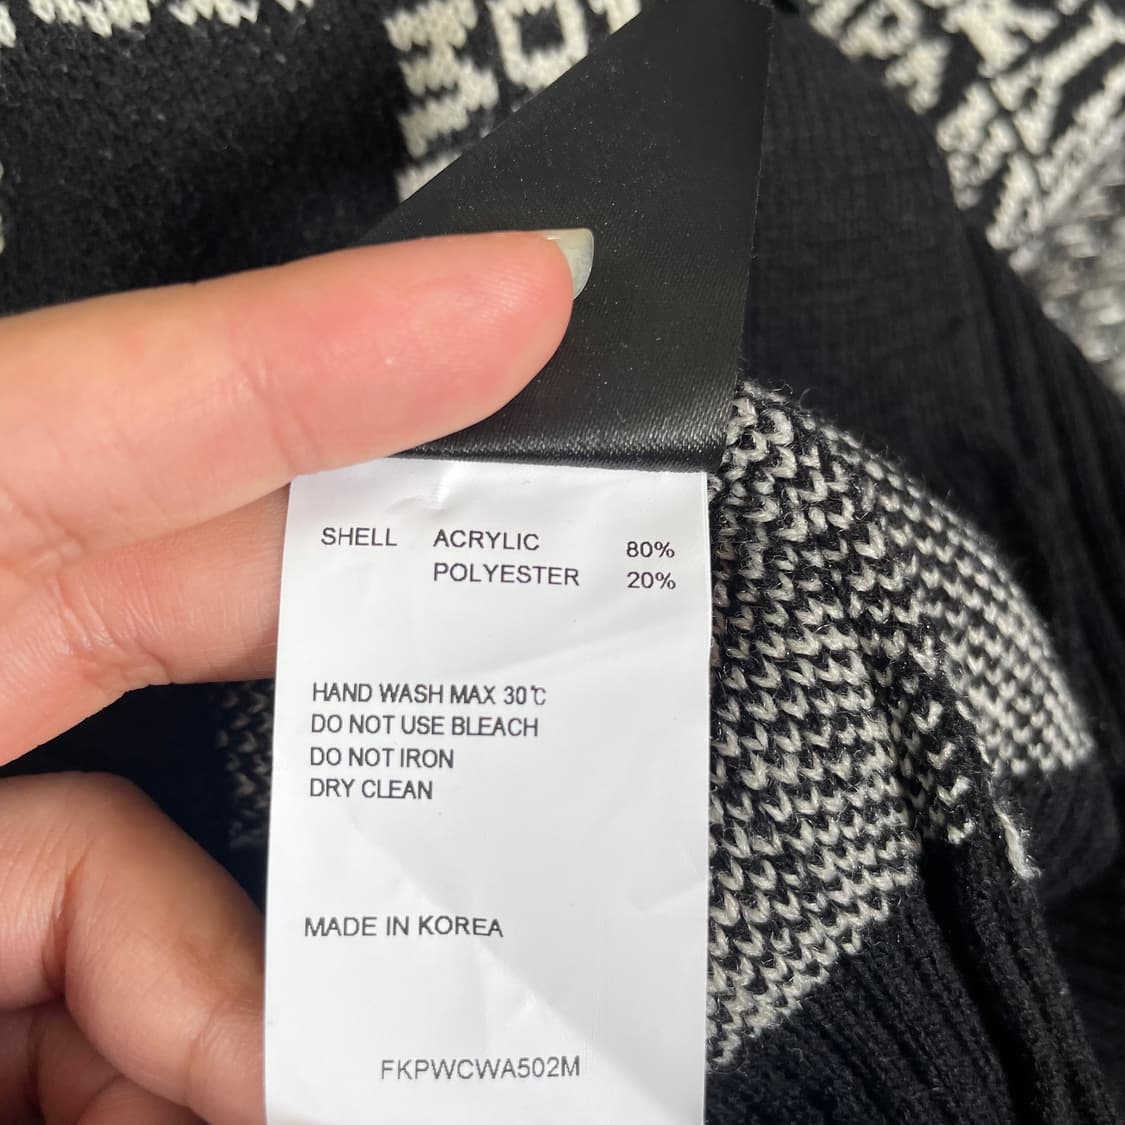 SHELL ACRYLIC 80%
POLYESTER 20%
HAND WASH MAX 30℃
DO NOT USE BLEACH
DO NOT IRON
DRY CLEAN
MADE IN KOREA
FKPWCWA502M